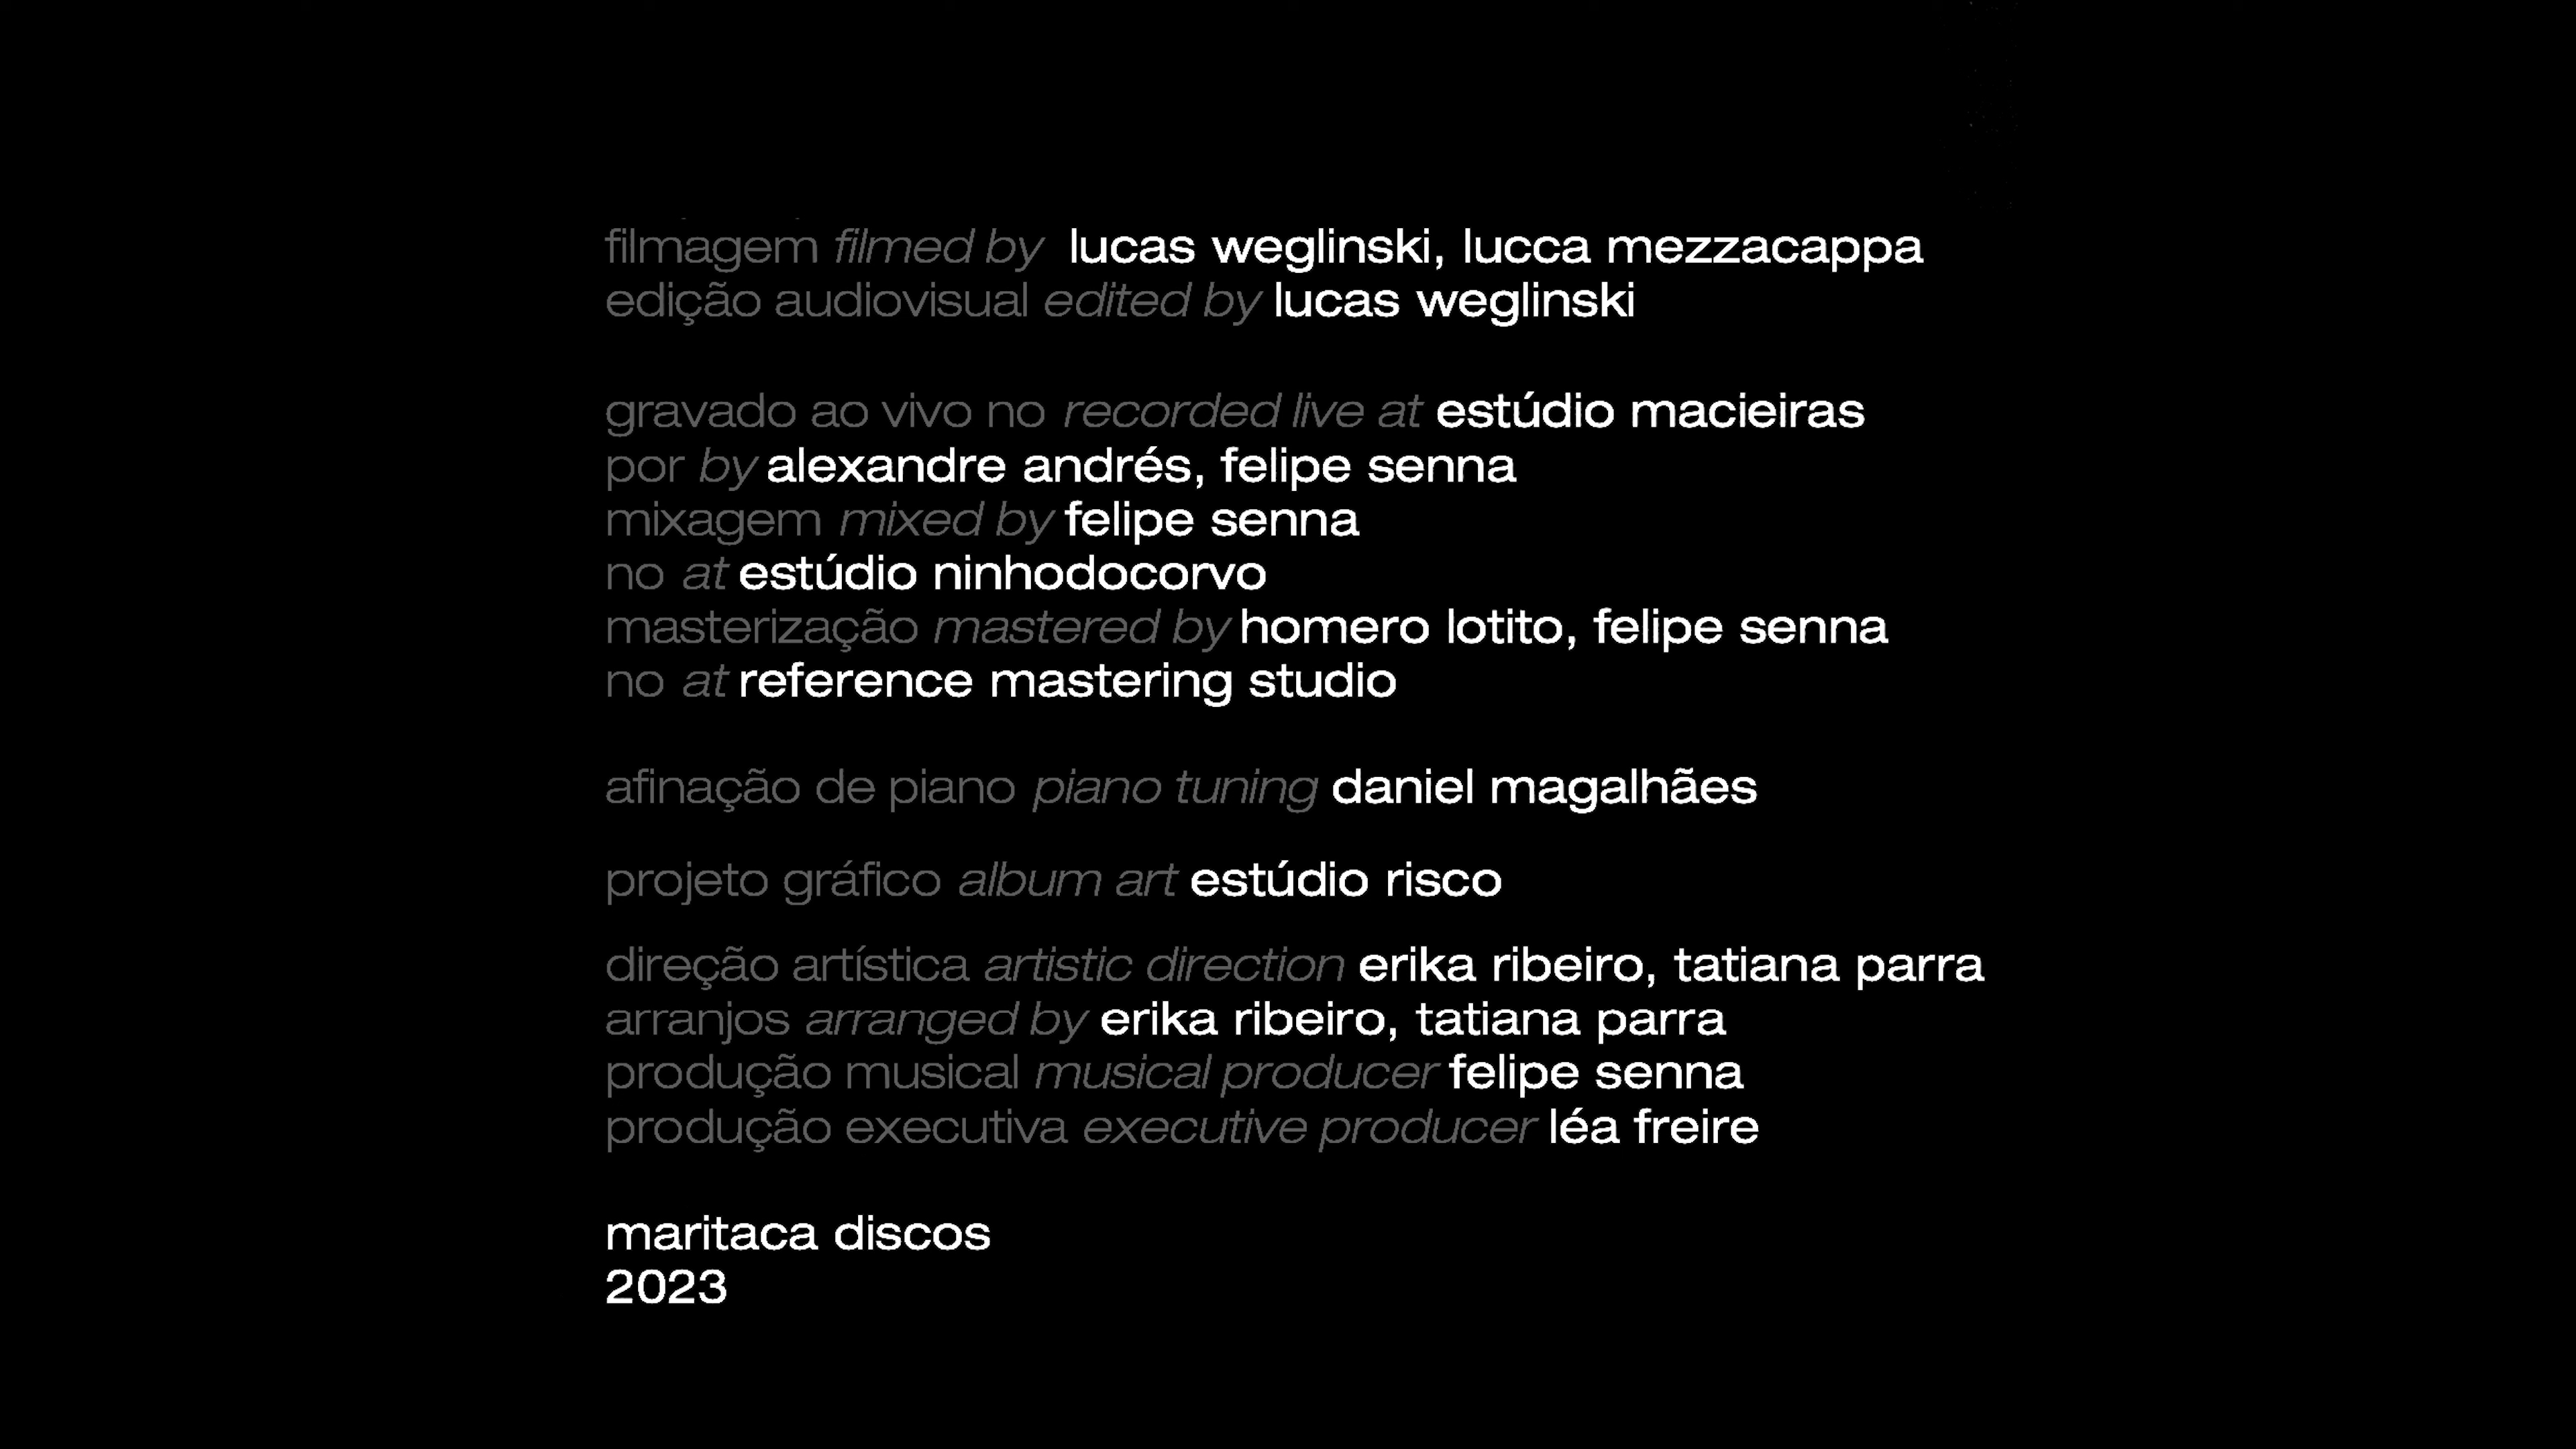 filmagem filmed by lucas weglinski, lucca mezzacappa
edição audiovisual edited by lucas weglinski
gravado ao vivo no recorded live at estúdio macieiras
por by alexandre andrés, felipe senna
mixagem mixed by felipe senna
no at estúdio ninhodocorvo
masterização mastered by homero lotito, felipe senna
no at reference mastering studio
afinação de piano piano tuning daniel magalhães
projeto gráfico album art estúdio risco
direção artística artistic direction erika ribeiro, tatiana parra
arranjos arranged by erika ribeiro, tatiana parra
produção musical musical producer felipe senna
produção executiva executive producer léa freire
maritaca discos
2023